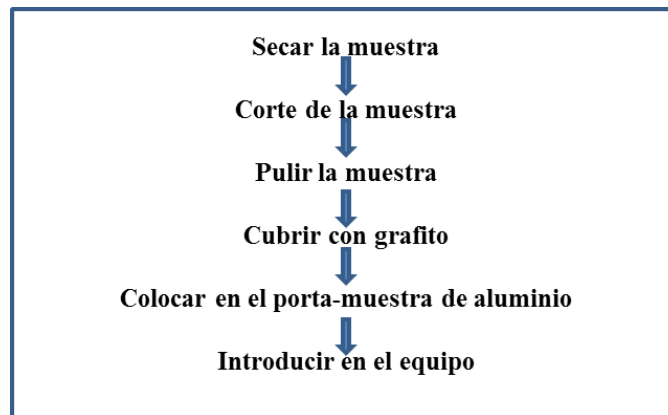 Secar la muestra
Corte de la muestra
Pulir la muestra
Cubrir con grafito
Colocar en el porta-muestra de aluminio
Introducir en el equipo